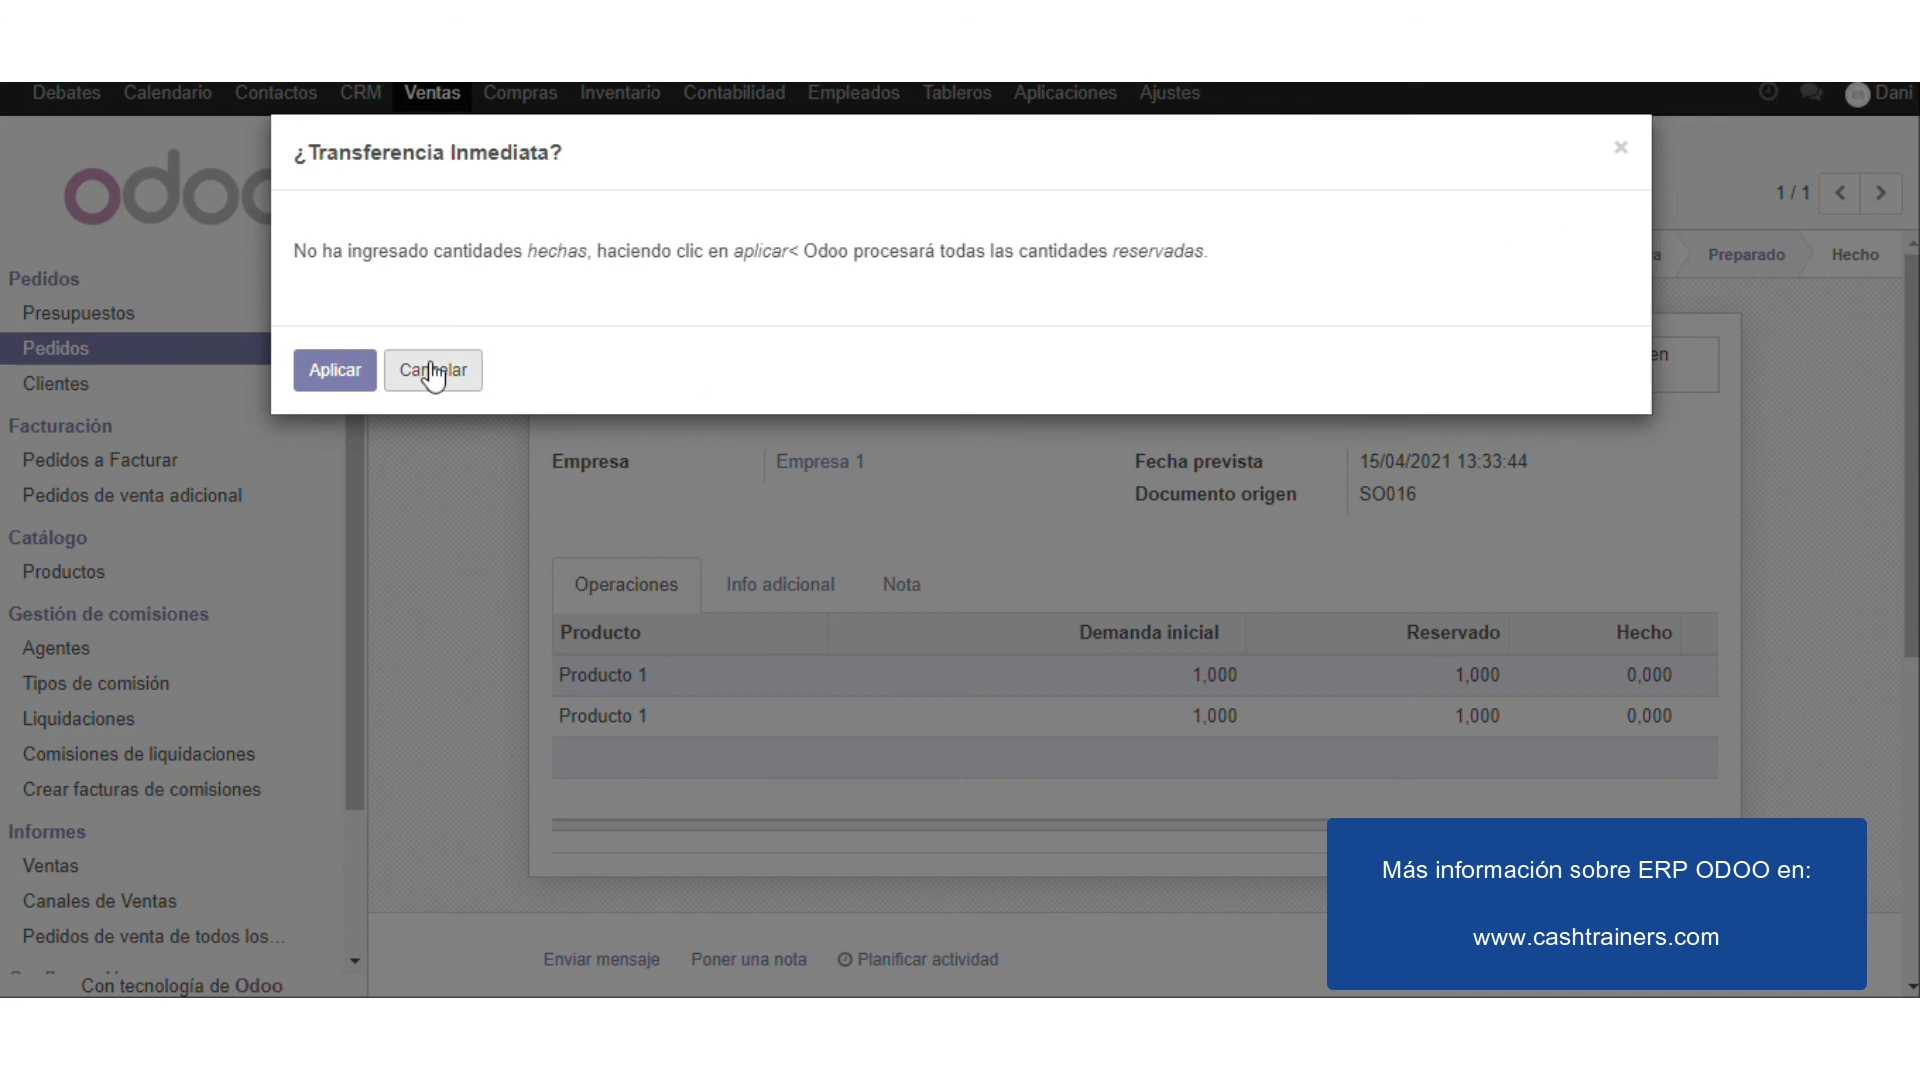 Debates Calendario Contactos CRM Ventas Compras Inventario Contabilidad Empleados Tableros Aplicaciones Ajustes Dani
odoo
¿Transferencia Inmediata? ×
1 / 1
No ha ingresado cantidades hechas, haciendo clic en aplicar< Odoo procesará todas las cantidades reservadas.
Preparado Hecho
Aplicar Cancelar
Pedidos
Presupuestos
Pedidos
Clientes
Facturación
Pedidos a Facturar
Pedidos de venta adicional
Catálogo
Productos
Gestión de comisiones
Agentes
Tipos de comisión
Liquidaciones
Comisiones de liquidaciones
Crear facturas de comisiones
Informes
Ventas
Canales de Ventas
Pedidos de venta de todos los...
Con tecnología de Odoo
en
Empresa Empresa 1 Fecha prevista 15/04/2021 13:33:44
Documento origen SO016
Operaciones Info adicional Nota
Producto Demanda inicial Reservado Hecho
Producto 1 1,000 1,000 0,000
Producto 1 1,000 1,000 0,000
Enviar mensaje Poner una nota Planificar actividad
Más información sobre ERP ODOO en:
www.cashtrainers.com